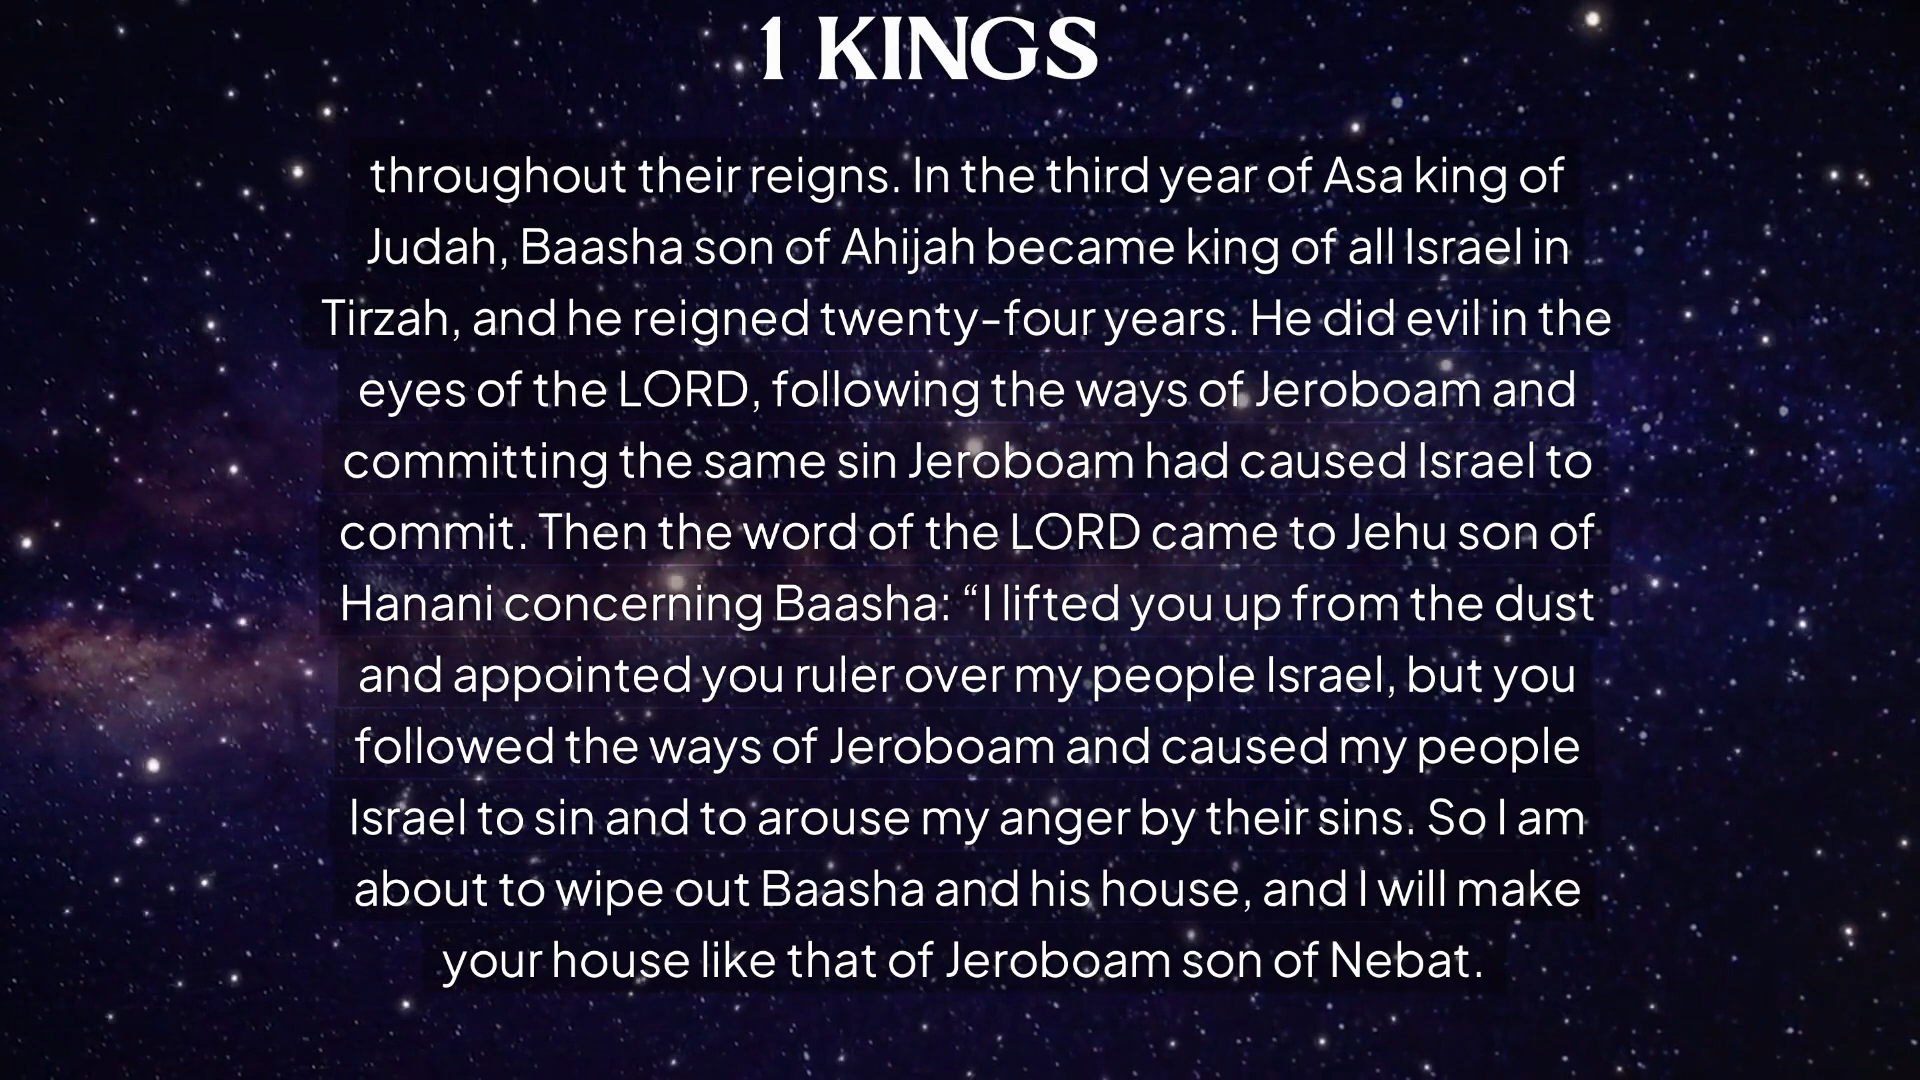 1 KINGS
throughout their reigns. In the third year of Asa king of
Judah, Baasha son of Ahijah became king of all Israel in
Tirzah, and he reigned twenty-four years. He did evil in the
eyes of the LORD, following the ways of Jeroboam and
committing the same sin Jeroboam had caused Israel to
commit. Then the word of the LORD came to Jehu son of
Hanani concerning Baasha: “I lifted you up from the dust
and appointed you ruler over my people Israel, but you
followed the ways of Jeroboam and caused my people
Israel to sin and to arouse my anger by their sins. So I am
about to wipe out Baasha and his house, and I will make
your house like that of Jeroboam son of Nebat.